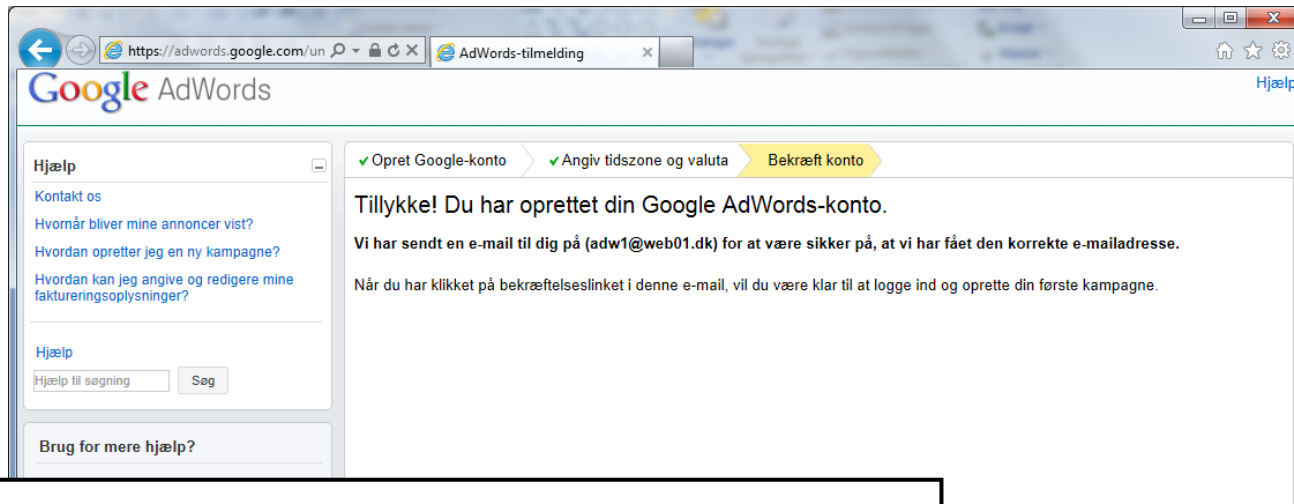 https://adwords.google.com/un
AdWords-tilmelding
Google AdWords
Hjælp
Hjælp
Kontakt os
Hvornår bliver mine annoncer vist?
Hvordan opretter jeg en ny kampagne?
Hvordan kan jeg angive og redigere mine
faktureringsoplysninger?
Hjælp
Hjælp til søgning
Søg
Brug for mere hjælp?
Opret Google-konto
Angiv tidszone og valuta
Bekræft konto
Tillykke! Du har oprettet din Google AdWords-konto.
Vi har sendt en e-mail til dig på (adw1@web01.dk) for at være sikker på, at vi har fået den korrekte e-mailadresse.
Når du har klikket på bekræftelseslinket i denne e-mail, vil du være klar til at logge ind og oprette din første kampagne.